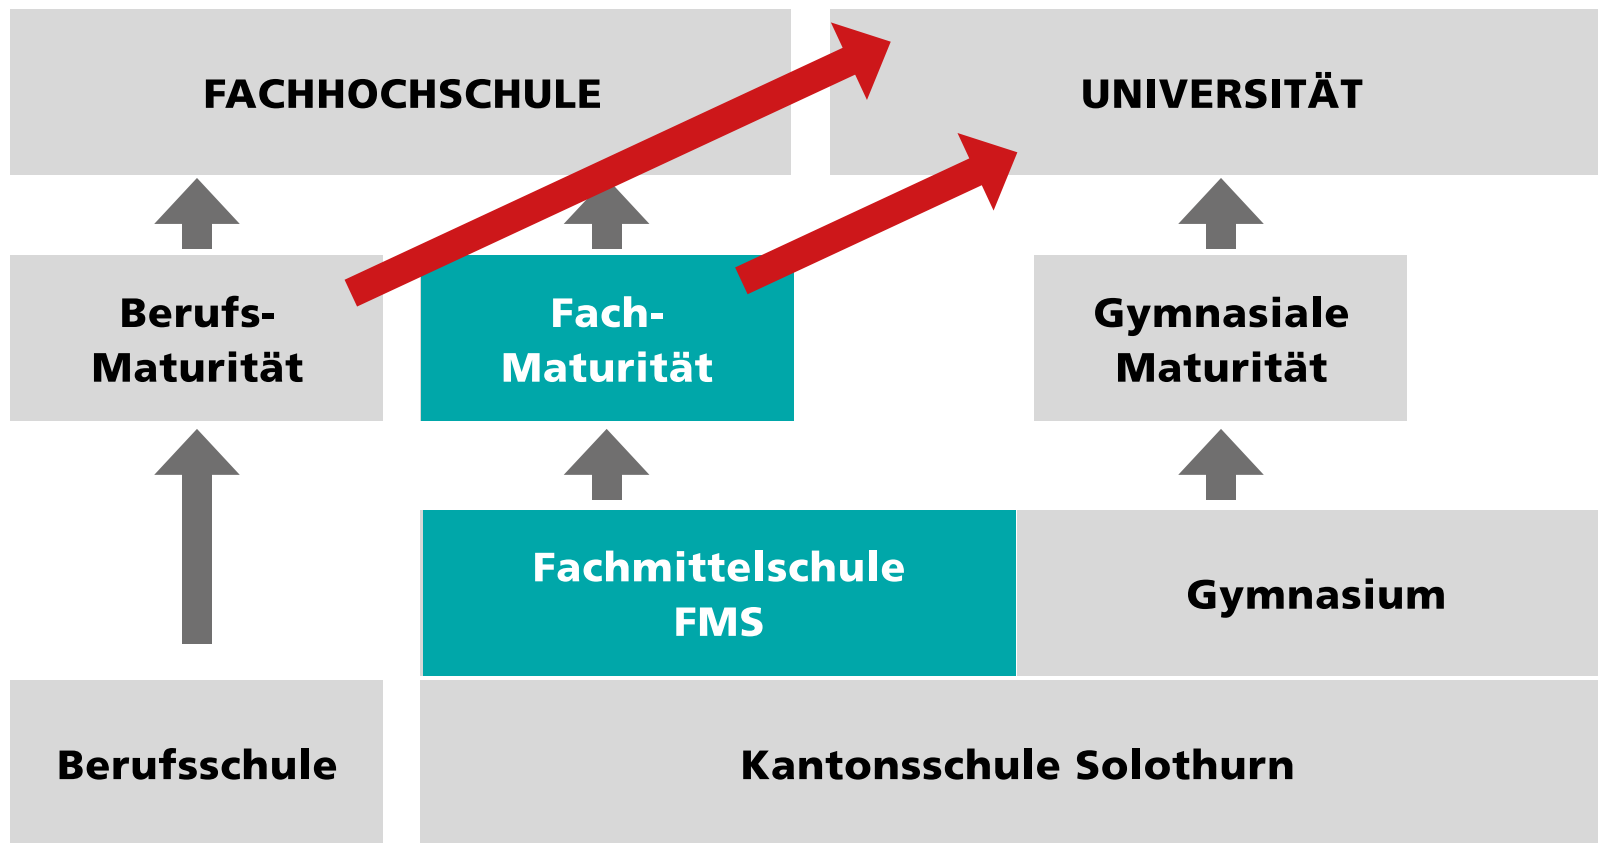 FACHHOCHSCHULE
UNIVERSITÄT
Berufs-
Maturität
Fach-
Maturität
Gymnasiale
Maturität
Fachmittelschule
FMS
Gymnasium
Berufsschule
Kantonsschule Solothurn